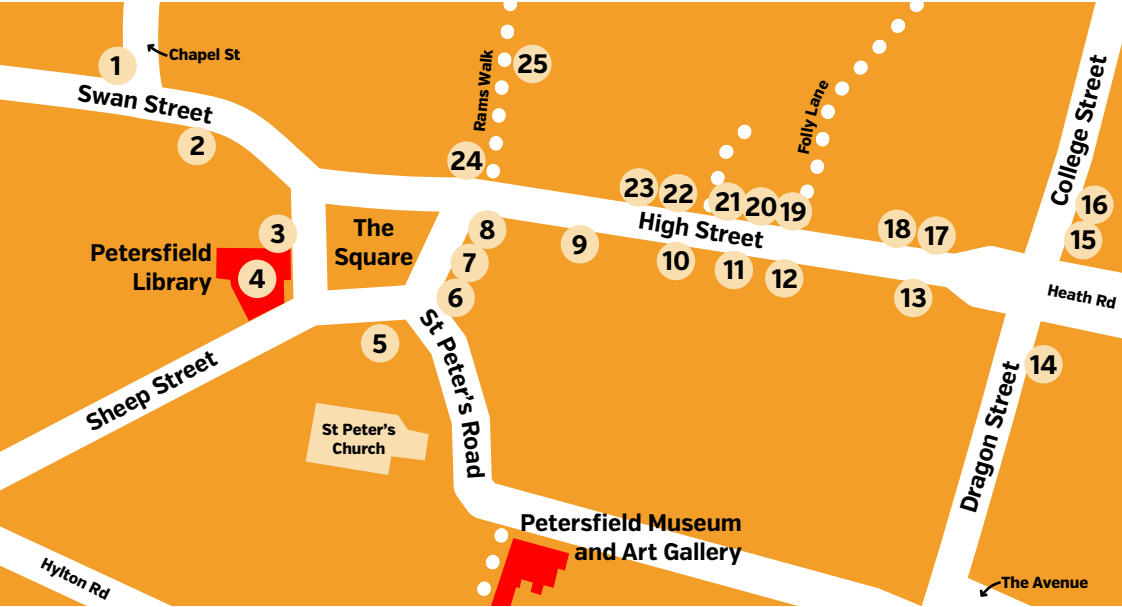 Chapel St
1
Swan Street
2
Rams Walk
25
24
Folly Lane
College Street
23
22
21
20
19
High Street
18
17
16
15
3
Petersfield
Library
4
The
Square
8
7
6
9
10
11
12
13
Heath Rd
5
14
St Peter's Road
Sheep Street
St Peter's
Church
Dragon Street
Petersfield Museum
and Art Gallery
Hylton Rd
The Avenue